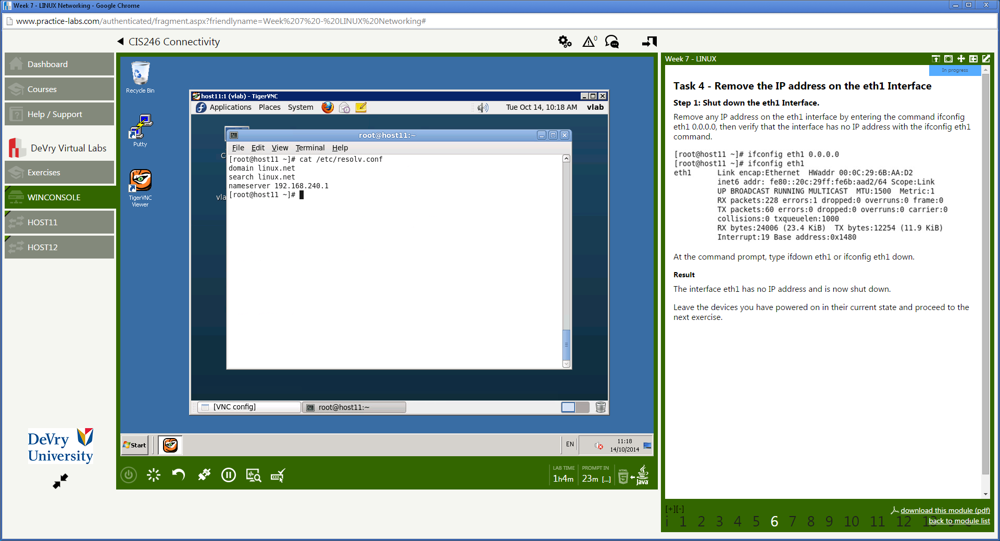 Week 7 - LINUX Networking - Google Chrome
www.practice-labs.com/authenticated/fragment.aspx?friendlyname=Week%207%20-%20LINUX%20Networking#
CIS246 Connectivity
0
Dashboard
Courses
Help / Support
DeVry Virtual Labs
Exercises
WINCONSOLE
HOST11
HOST12
DeVry
University
Recycle Bin
Putty
TigerVNC
Viewer
host11:1 (vlab) - TigerVNC
Applications Places System
Tue Oct 14, 10:18 AM vlab
C
vla
root@host11:~
File Edit View Terminal Help
[root@host11 ~]# cat /etc/resolv.conf
domain linux.net
search linux.net
nameserver 192.168.240.1
[root@host11 ~]#
[VNC config]
root@host11:~
Start
EN
11:18
14/10/2014
LAB TIME
1h4m
PROMPT IN
23m [...]
HTML
5
Java
Week 7 - LINUX
In progress
Task 4 - Remove the IP address on the eth1 Interface
Step 1: Shut down the eth1 Interface.
Remove any IP address on the eth1 interface by entering the command ifconfig
eth1 0.0.0.0, then verify that the interface has no IP address with the ifconfig eth1
command.
[root@host11 ~]# ifconfig eth1 0.0.0.0
[root@host11 ~]# ifconfig eth1
eth1 Link encap:Ethernet HWaddr 00:0C:29:6B:AA:D2
inet6 addr: fe80::20c:29ff:fe6b:aad2/64 Scope:Link
UP BROADCAST RUNNING MULTICAST MTU:1500 Metric:1
RX packets:228 errors:1 dropped:0 overruns:0 frame:0
TX packets:60 errors:0 dropped:0 overruns:0 carrier:0
collisions:0 txqueuelen:1000
RX bytes:24006 (23.4 KiB) TX bytes:12254 (11.9 KiB)
Interrupt:19 Base address:0x1480
At the command prompt, type ifdown eth1 or ifconfig eth1 down.
Result
The interface eth1 has no IP address and is now shut down.
Leave the devices you have powered on in their current state and proceed to the
next exercise.
[+][-]
download this module (pdf)
i 1 2 3 4 5 6 7 8 9 10 11 12 13
back to module list